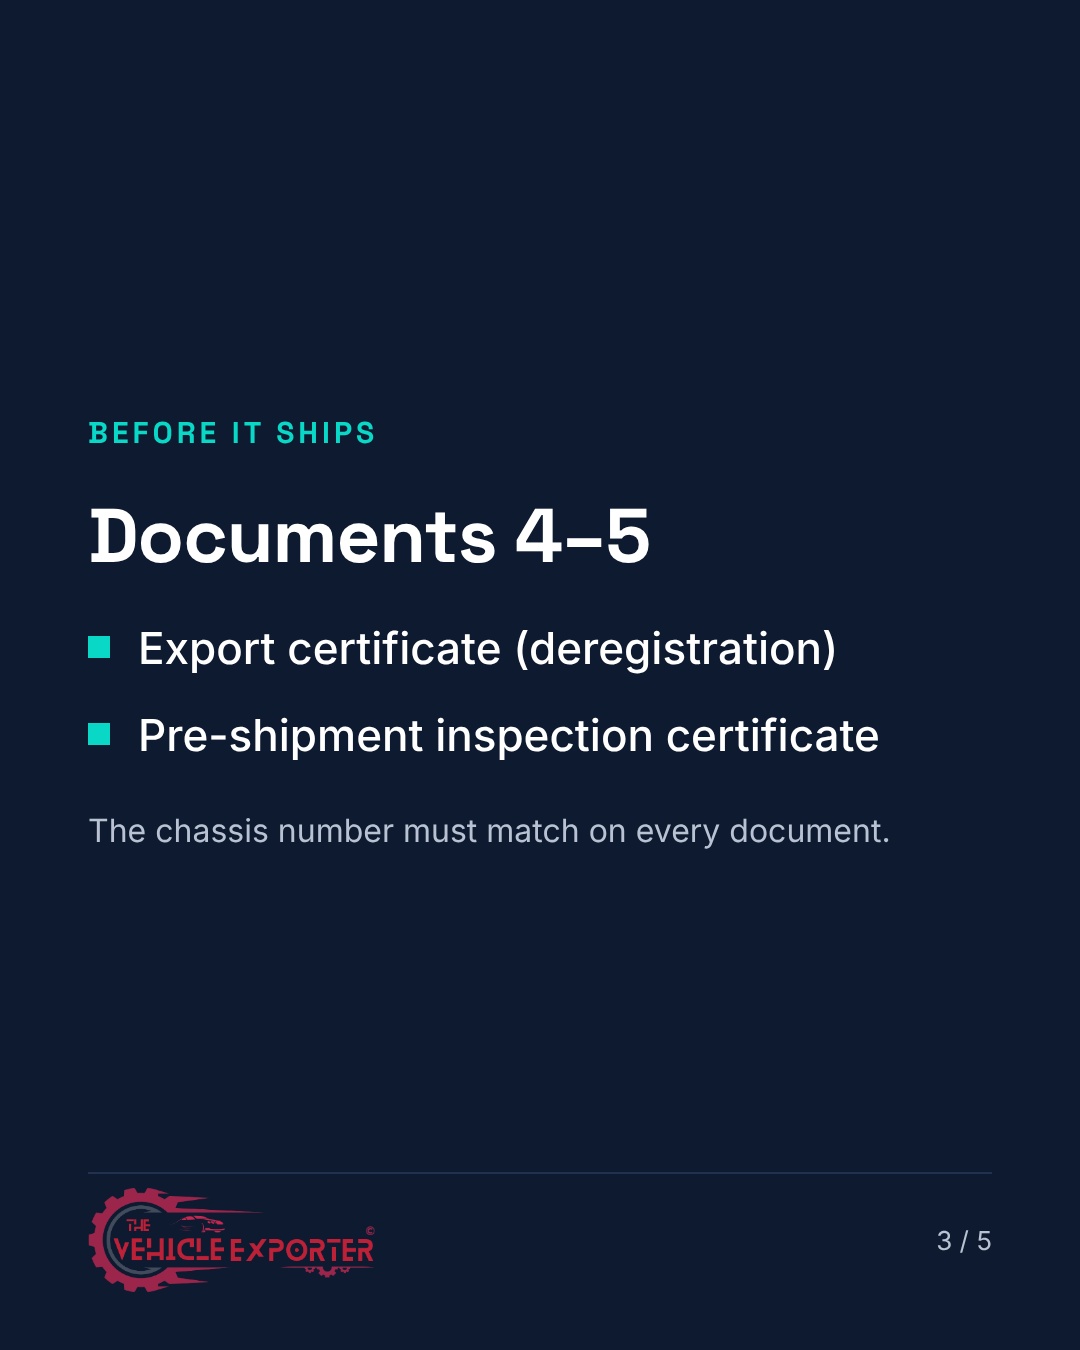 BEFORE IT SHIPS
Documents 4–5
Export certificate (deregistration)
Pre-shipment inspection certificate
The chassis number must match on every document.
THE
VEHICLE EXPORTER
©
3 / 5